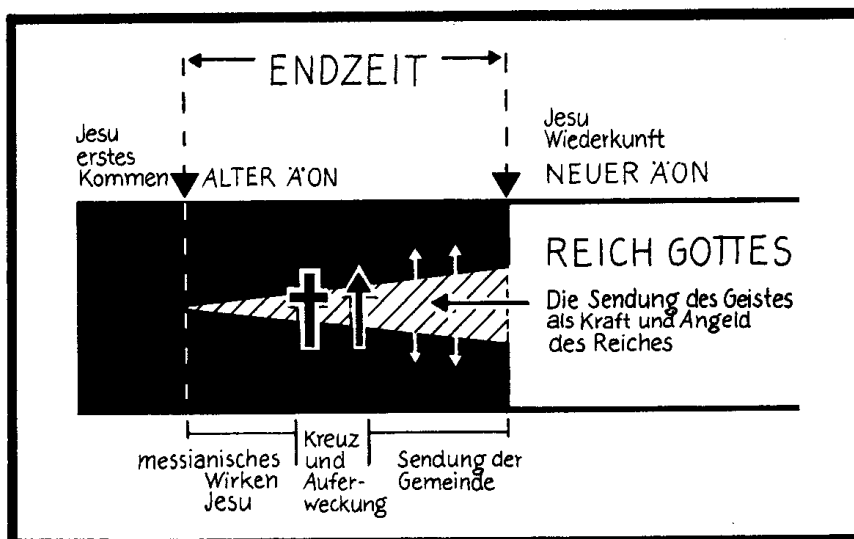 ENDZEIT
Jesu
erstes
Kommen
ALTER ÄON
Jesu
Wiederkunft
NEUER ÄON
REICH GOTTES
Die Sendung des Geistes
als Kraft und Angeld
des Reiches
messianisches
Wirken
Jesu
Kreuz
und
Aufer-
weckung
Sendung der
Gemeinde